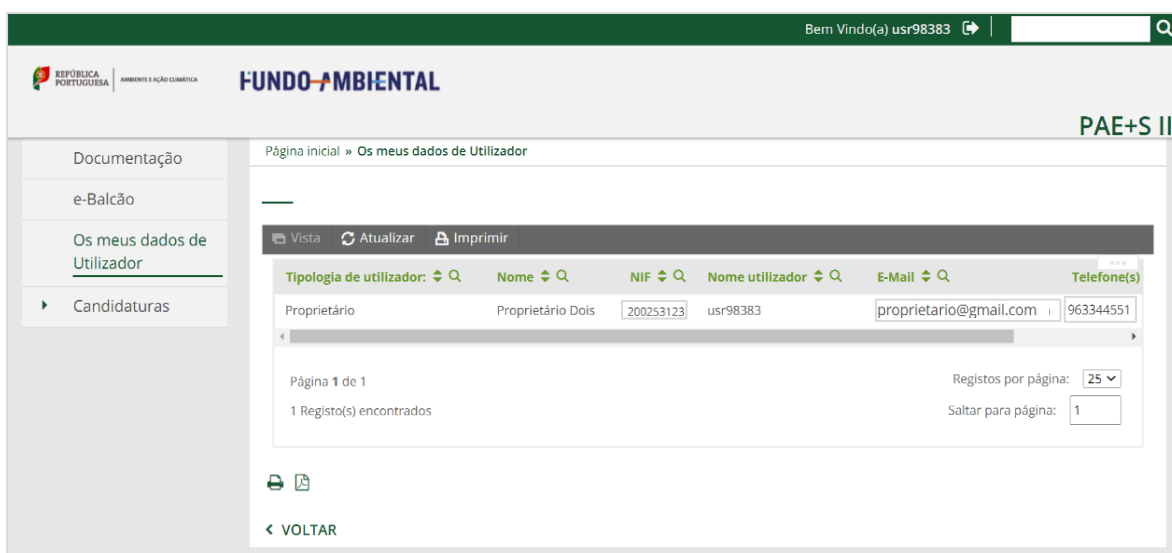 Bem Vindo(a) usr98383
REPÚBLICA
PORTUGUESA
AMBIENTE E AÇÃO CLIMÁTICA
FUNDO AMBIENTAL
PAE+S II
Documentação
e-Balcão
Os meus dados de
Utilizador
Candidaturas
Página inicial » Os meus dados de Utilizador
Vista Atualizar Imprimir
Tipologia de utilizador: Nome NIF Nome utilizador E-Mail Telefone(s)
Proprietário Proprietário Dois 200253123 usr98383 proprietario@gmail.com 963344551
Página 1 de 1 Registos por página: 25
1 Registo(s) encontrados Saltar para página: 1
VOLTAR